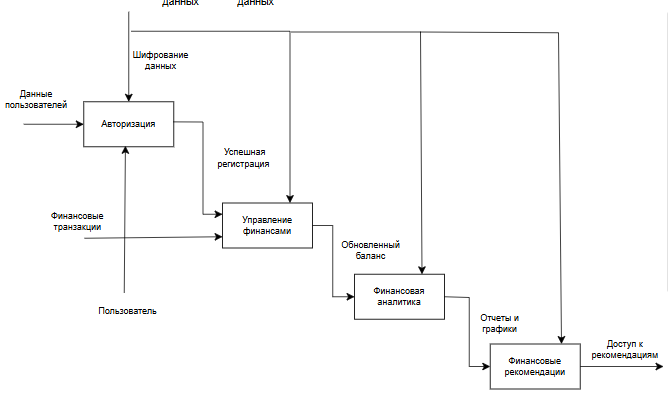 данных данных
Шифрование
данных
Данные
пользователей
Авторизация
Успешная
регистрация
Финансовые
транзакции
Управление
финансами
Обновленный
баланс
Финансовая
аналитика
Пользователь
Отчеты и
графики
Доступ к
рекомендациям
Финансовые
рекомендации